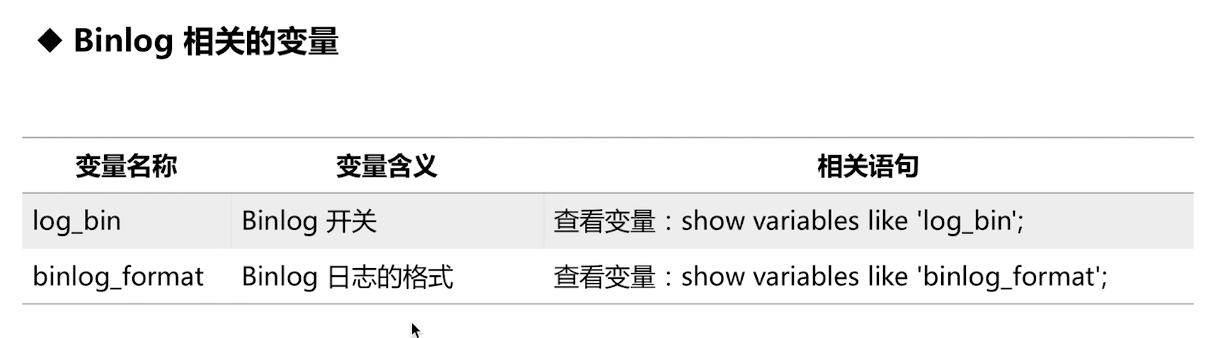 ◆ Binlog 相关的变量
变量名称 变量含义 相关语句
log_bin Binlog 开关 查看变量：show variables like 'log_bin';
binlog_format Binlog 日志的格式 查看变量：show variables like 'binlog_format';